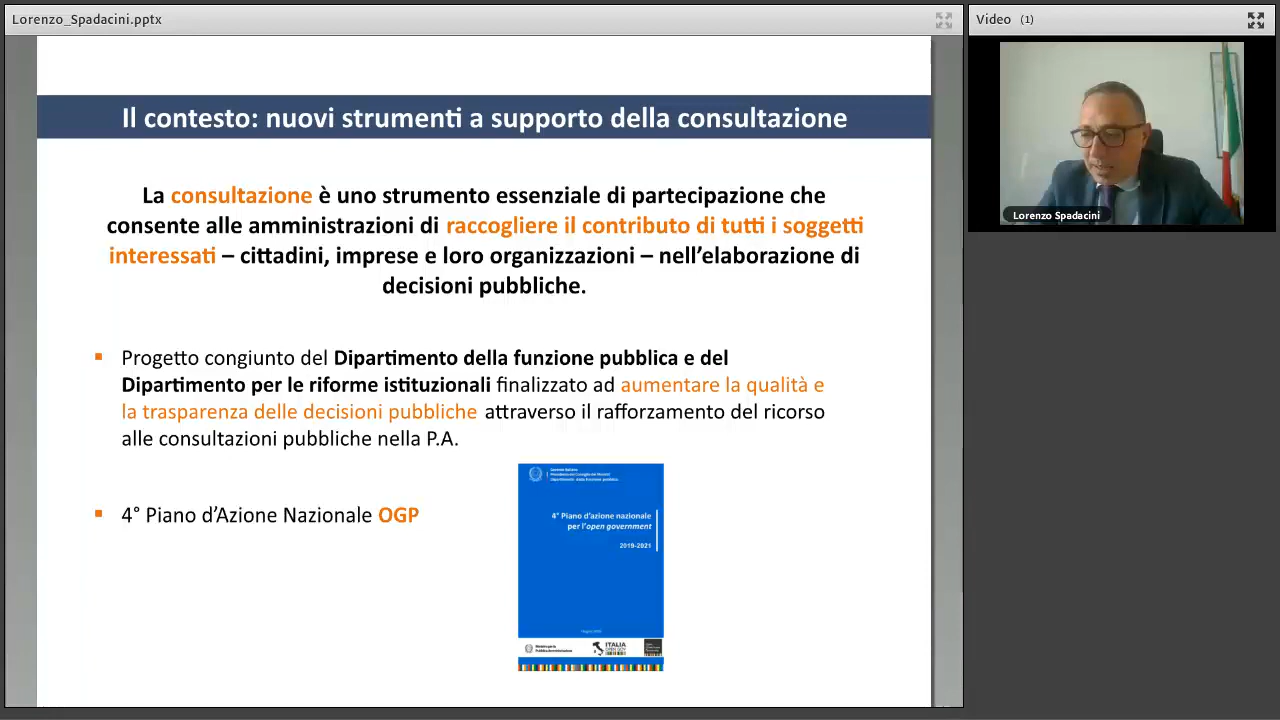 Lorenzo_Spadacini.pptx
Video (1)
Lorenzo Spadacini
Il contesto: nuovi strumenti a supporto della consultazione
La consultazione è uno strumento essenziale di partecipazione che
consente alle amministrazioni di raccogliere il contributo di tutti i soggetti
interessati – cittadini, imprese e loro organizzazioni – nell’elaborazione di
decisioni pubbliche.
Progetto congiunto del Dipartimento della funzione pubblica e del
Dipartimento per le riforme istituzionali finalizzato ad aumentare la qualità e
la trasparenza delle decisioni pubbliche attraverso il rafforzamento del ricorso
alle consultazioni pubbliche nella P.A.
4° Piano d’Azione Nazionale OGP
Governo Italiano
Presidenza del Consiglio dei Ministri
Dipartimento della funzione pubblica
4° Piano d’azione nazionale
per l’open government
2019-2021
ITALIA
OPEN GOV